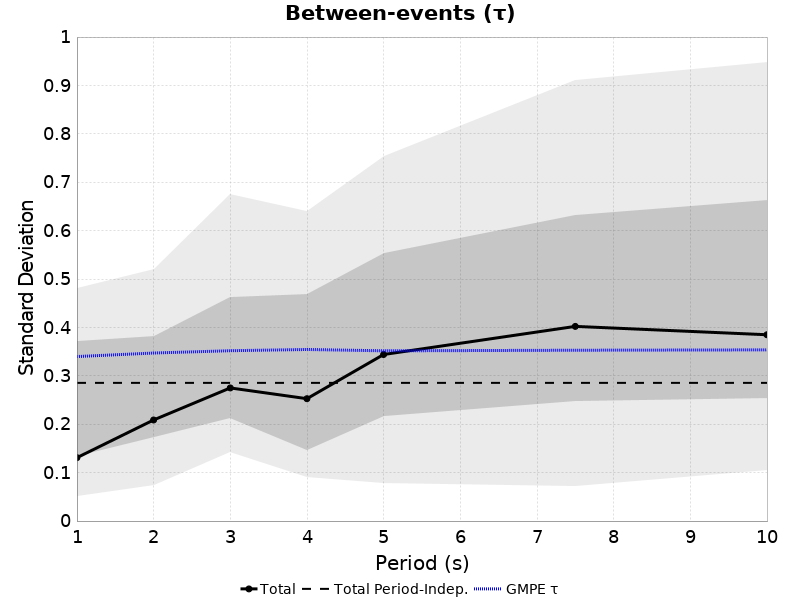 Between-events (τ)
1
0.9
0.8
0.7
0.6
0.5
0.4
0.3
0.2
0.1
0
Standard Deviation
1 2 3 4 5 6 7 8 9 10
Period (s)
Total Total Period-Indep. GMPE τ